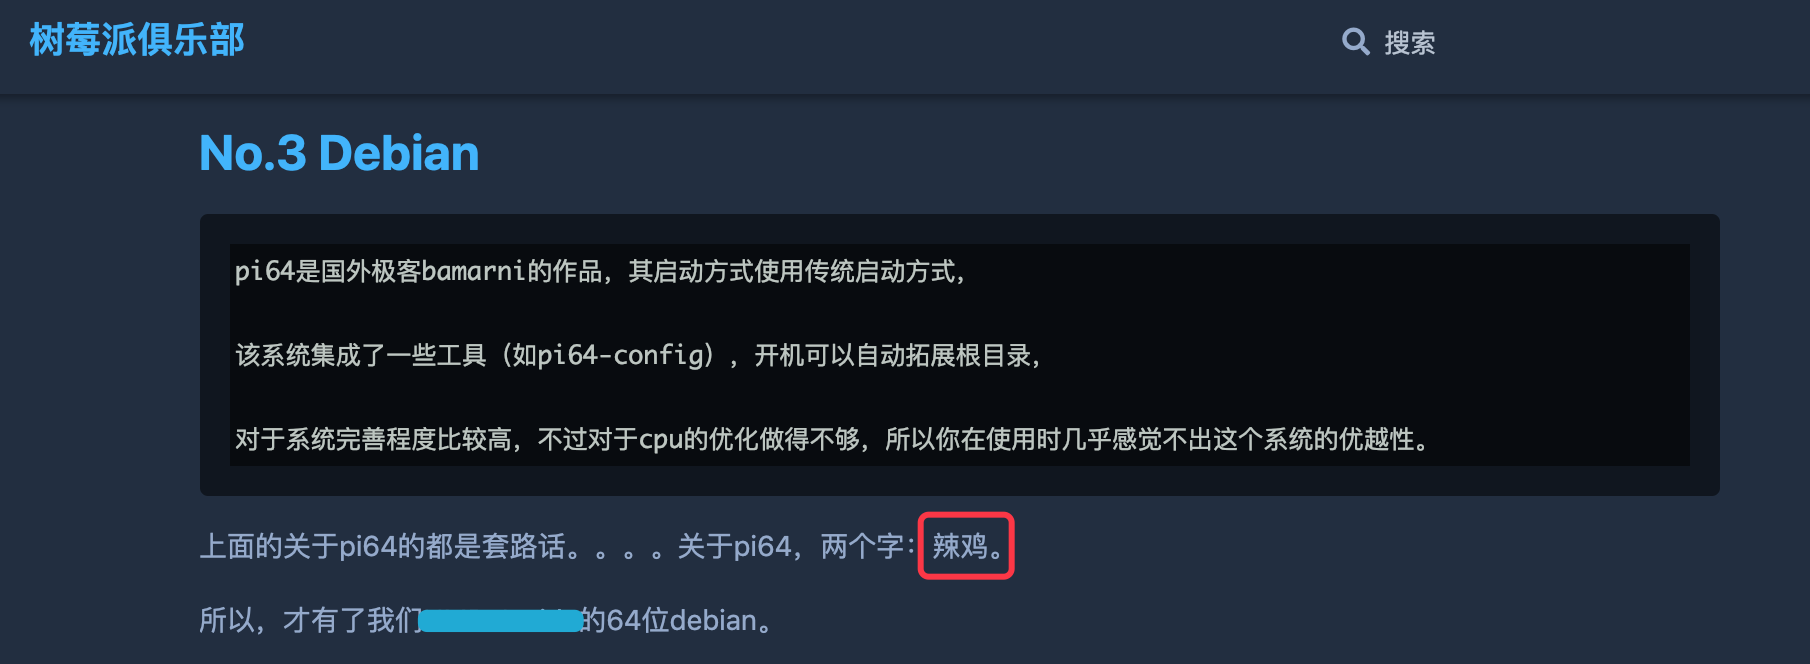 树莓派俱乐部
搜索
No.3 Debian
pi64是国外极客bamarni的作品，其启动方式使用传统启动方式，
该系统集成了一些工具（如pi64-config），开机可以自动拓展根目录，
对于系统完善程度比较高，不过对于cpu的优化做得不够，所以你在使用时几乎感觉不出这个系统的优越性。
上面的关于pi64的都是套路话。。。。关于pi64，两个字：辣鸡。
所以，才有了我们的64位debian。